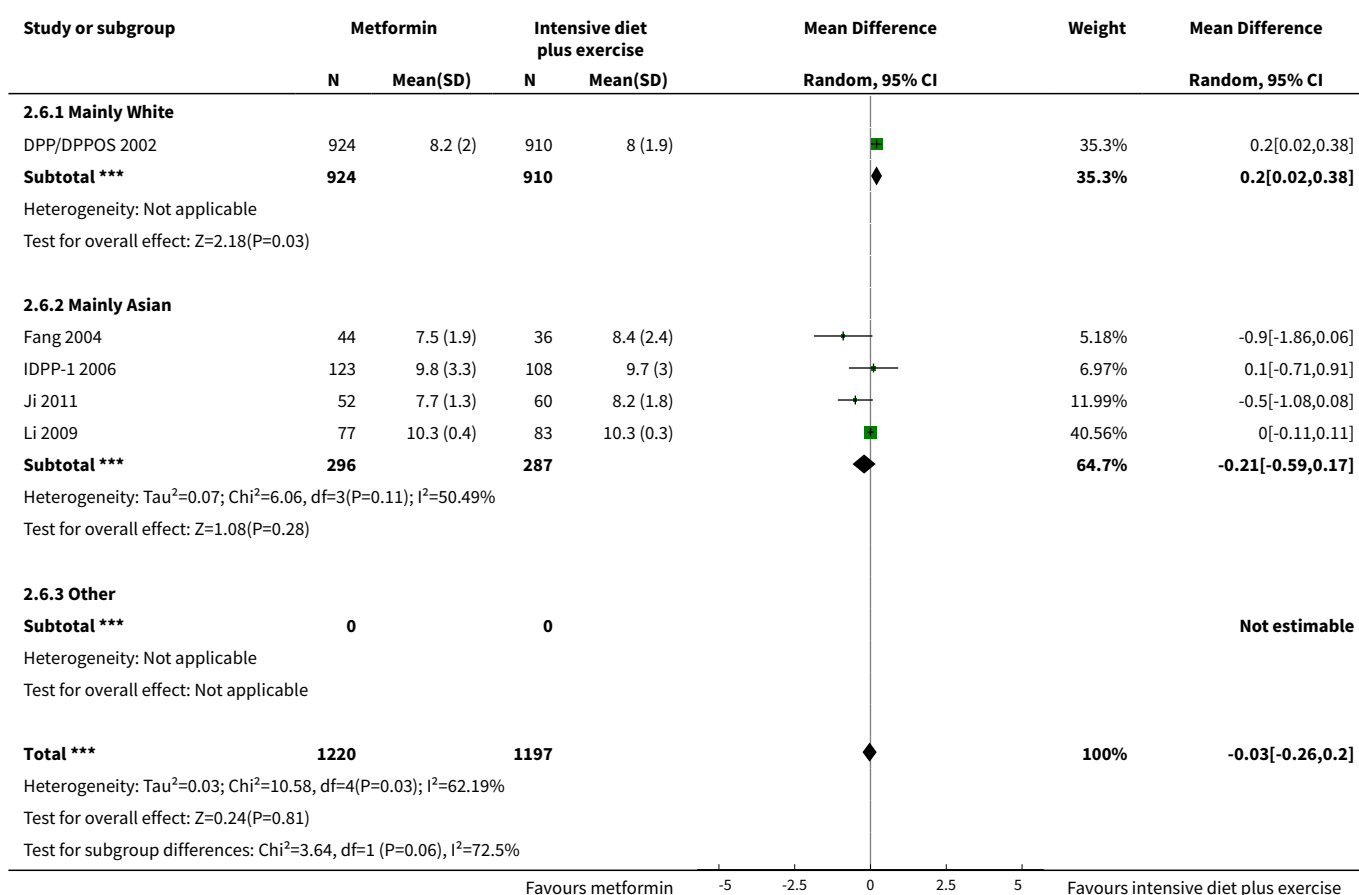 Study or subgroup Metformin Intensive diet plus exercise Mean Difference Weight Mean Difference
N Mean(SD) N Mean(SD) Random, 95% CI Random, 95% CI
2.6.1 Mainly White
DPP/DPPOS 2002 924 8.2 (2) 910 8 (1.9) 35.3% 0.2[0.02,0.38]
Subtotal *** 924 910 35.3% 0.2[0.02,0.38]
Heterogeneity: Not applicable
Test for overall effect: Z=2.18(P=0.03)
2.6.2 Mainly Asian
Fang 2004 44 7.5 (1.9) 36 8.4 (2.4) 5.18% -0.9[-1.86,0.06]
IDPP-1 2006 123 9.8 (3.3) 108 9.7 (3) 6.97% 0.1[-0.71,0.91]
Ji 2011 52 7.7 (1.3) 60 8.2 (1.8) 11.99% -0.5[-1.08,0.08]
Li 2009 77 10.3 (0.4) 83 10.3 (0.3) 40.56% 0[-0.11,0.11]
Subtotal *** 296 287 64.7% -0.21[-0.59,0.17]
Heterogeneity: Tau²=0.07; Chi²=6.06, df=3(P=0.11); I²=50.49%
Test for overall effect: Z=1.08(P=0.28)
2.6.3 Other
Subtotal *** 0 0 Not estimable
Heterogeneity: Not applicable
Test for overall effect: Not applicable
Total *** 1220 1197 100% -0.03[-0.26,0.2]
Heterogeneity: Tau²=0.03; Chi²=10.58, df=4(P=0.03); I²=62.19%
Test for overall effect: Z=0.24(P=0.81)
Test for subgroup differences: Chi²=3.64, df=1 (P=0.06), I²=72.5%
Favours metformin -5 -2.5 0 2.5 5 Favours intensive diet plus exercise